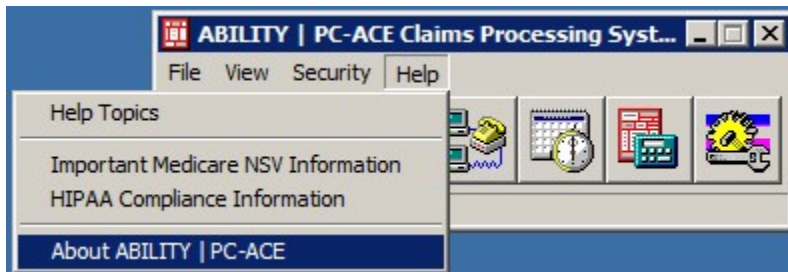 ABILITY | PC-ACE Claims Processing Syst...
File View Security Help
Help Topics
Important Medicare NSV Information
HIPAA Compliance Information
About ABILITY | PC-ACE